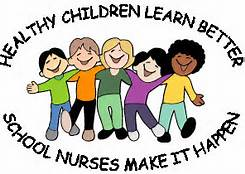 HEALTHY CHILDREN LEARN BETTER
SCHOOL NURSES MAKE IT HAPPEN